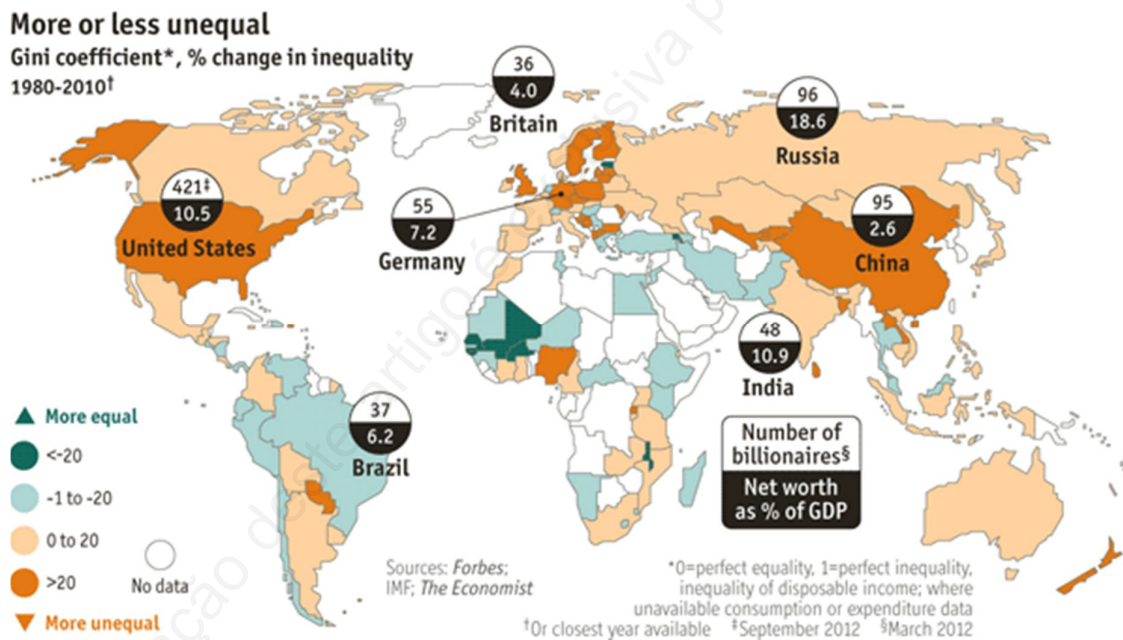 More or less unequal
Gini coefficient*, % change in inequality
1980-2010†
36
4.0
Britain
96
18.6
Russia
421‡
10.5
United States
55
7.2
Germany
95
2.6
China
48
10.9
India
37
6.2
Brazil
▲ More equal
<-20
-1 to -20
0 to 20
>20
▼ More unequal
No data
Number of
billionaires§
Net worth
as % of GDP
Sources: Forbes;
IMF; The Economist
*0=perfect equality, 1=perfect inequality,
inequality of disposable income; where
unavailable consumption or expenditure data
†Or closest year available ‡September 2012 §March 2012
deste artigo é